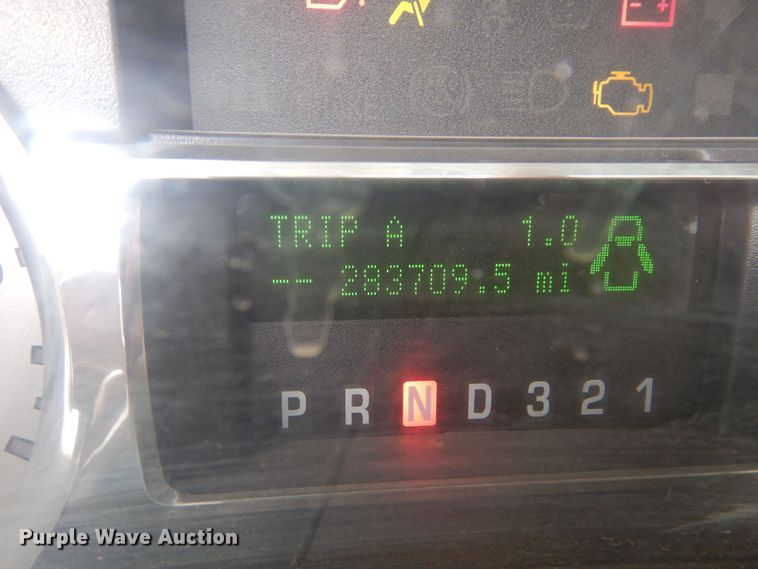 TRIP A 1.0
-- 283709.5 mi
P R N D 3 2 1
Purple Wave Auction